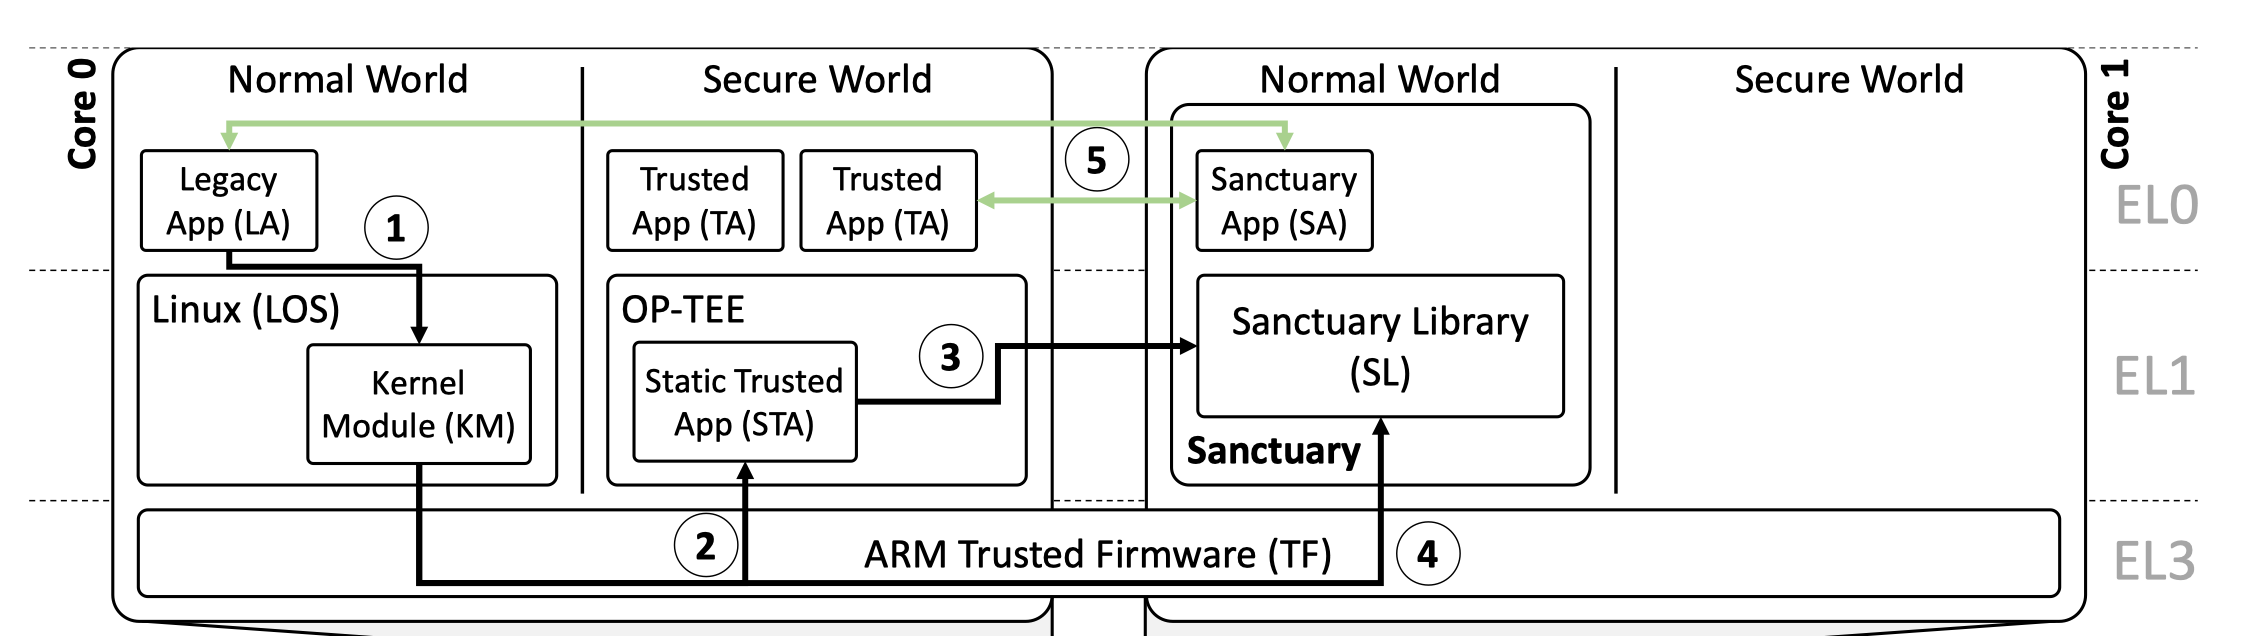 Core 0
Normal World
Secure World
Normal World
Secure World
Core 1
Legacy
App (LA)
1
Trusted
App (TA)
Trusted
App (TA)
5
Sanctuary
App (SA)
EL0
Linux (LOS)
Kernel
Module (KM)
OP-TEE
Static Trusted
App (STA)
3
Sanctuary Library
(SL)
Sanctuary
EL1
2
ARM Trusted Firmware (TF)
4
EL3